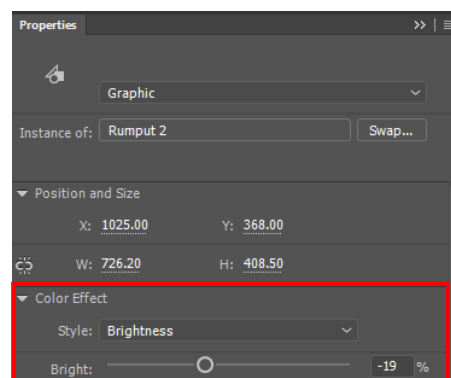 Properties
Graphic
Instance of: Rumput 2 Swap...
Position and Size
X: 1025.00 Y: 368.00
W: 726.20 H: 408.50
Color Effect
Style: Brightness
Bright: -19 %